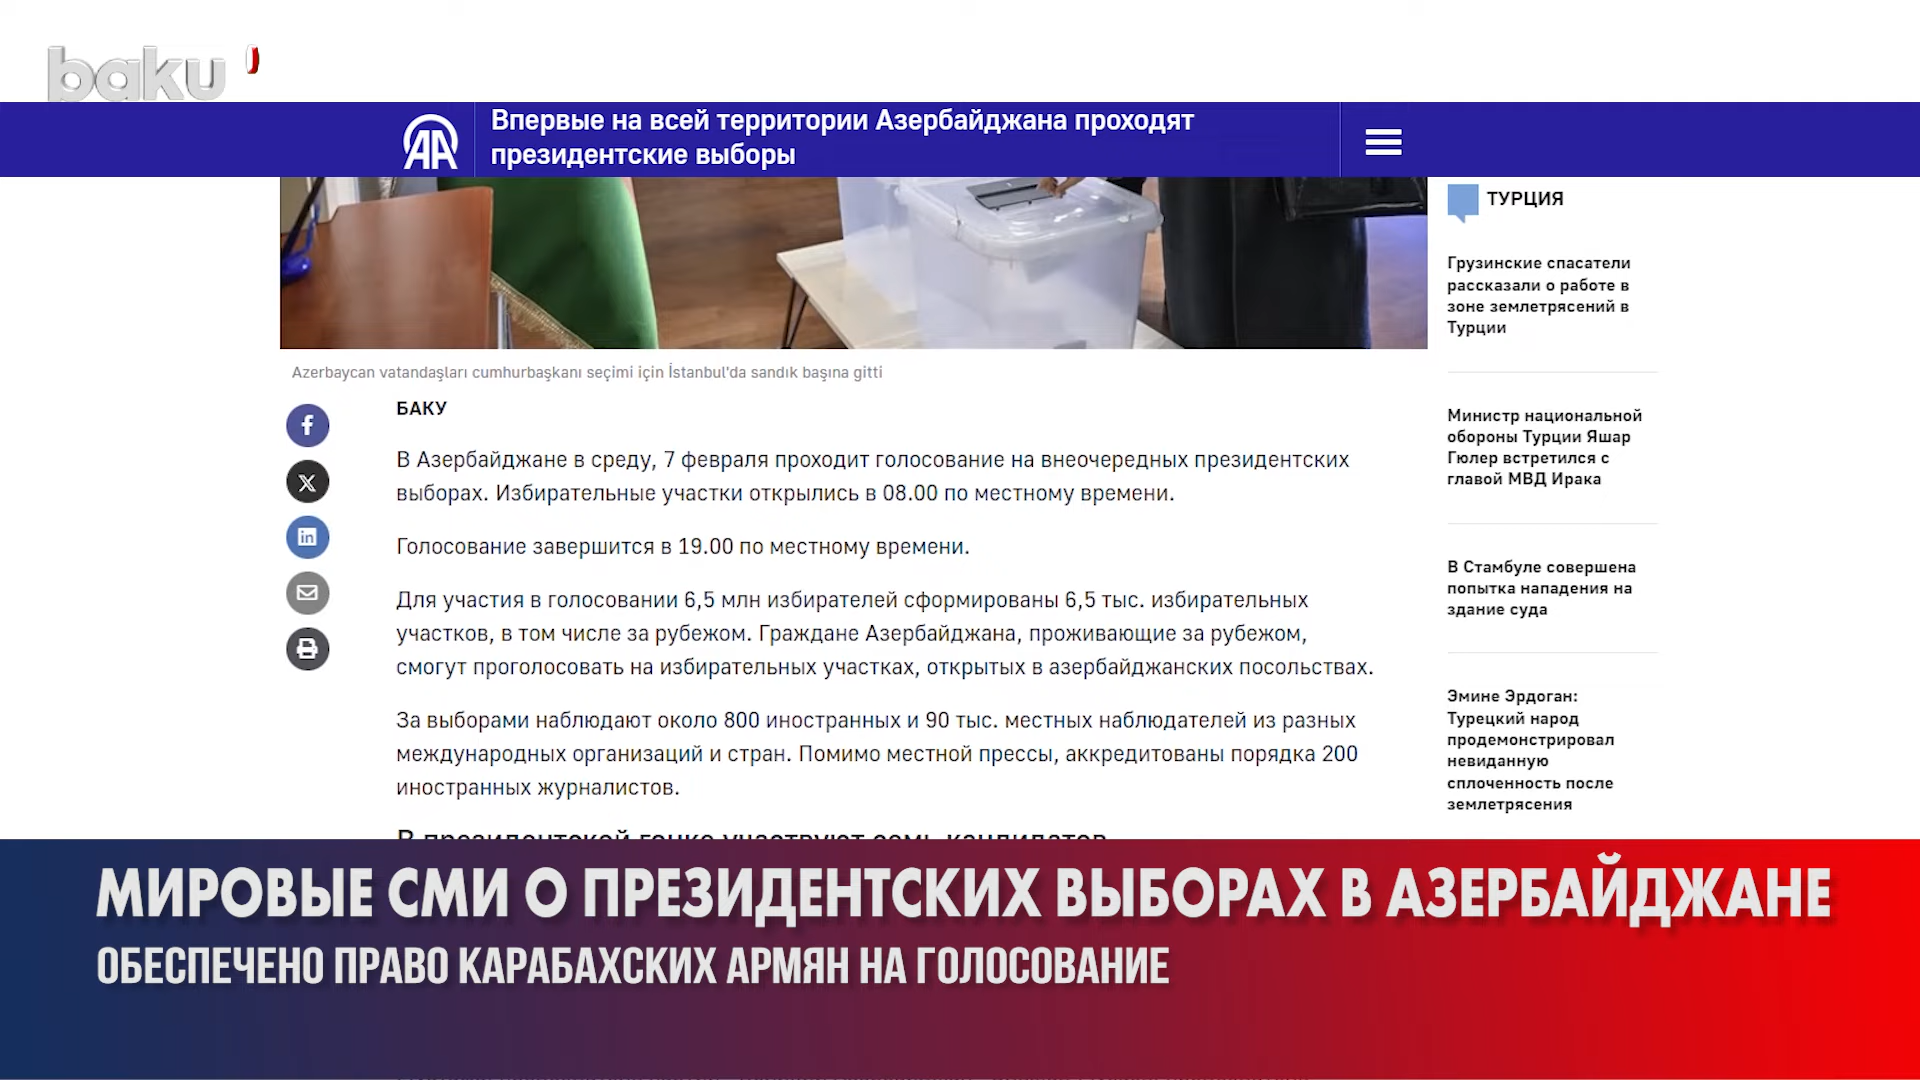 baku
AA
Впервые на всей территории Азербайджана проходят
президентские выборы
ТУРЦИЯ
Грузинские спасатели
рассказали о работе в
зоне землетрясений в
Турции
Министр национальной
обороны Турции Яшар
Гюлер встретился с
главой МВД Ирака
В Стамбуле совершена
попытка нападения на
здание суда
Эмине Эрдоган:
Турецкий народ
продемонстрировал
невиданную
сплоченность после
землетрясения
Azerbaycan vatandaşları cumhurbaşkanı seçimi için İstanbul'da sandık başına gitti
БАКУ
В Азербайджане в среду, 7 февраля проходит голосование на внеочередных президентских
выборах. Избирательные участки открылись в 08.00 по местному времени.
Голосование завершится в 19.00 по местному времени.
Для участия в голосовании 6,5 млн избирателей сформированы 6,5 тыс. избирательных
участков, в том числе за рубежом. Граждане Азербайджана, проживающие за рубежом,
смогут проголосовать на избирательных участках, открытых в азербайджанских посольствах.
За выборами наблюдают около 800 иностранных и 90 тыс. местных наблюдателей из разных
международных организаций и стран. Помимо местной прессы, аккредитованы порядка 200
иностранных журналистов.
В президентской гонке участвуют семь кандидатов
МИРОВЫЕ СМИ О ПРЕЗИДЕНТСКИХ ВЫБОРАХ В АЗЕРБАЙДЖАНЕ
ОБЕСПЕЧЕНО ПРАВО КАРАБАХСКИХ АРМЯН НА ГОЛОСОВАНИЕ